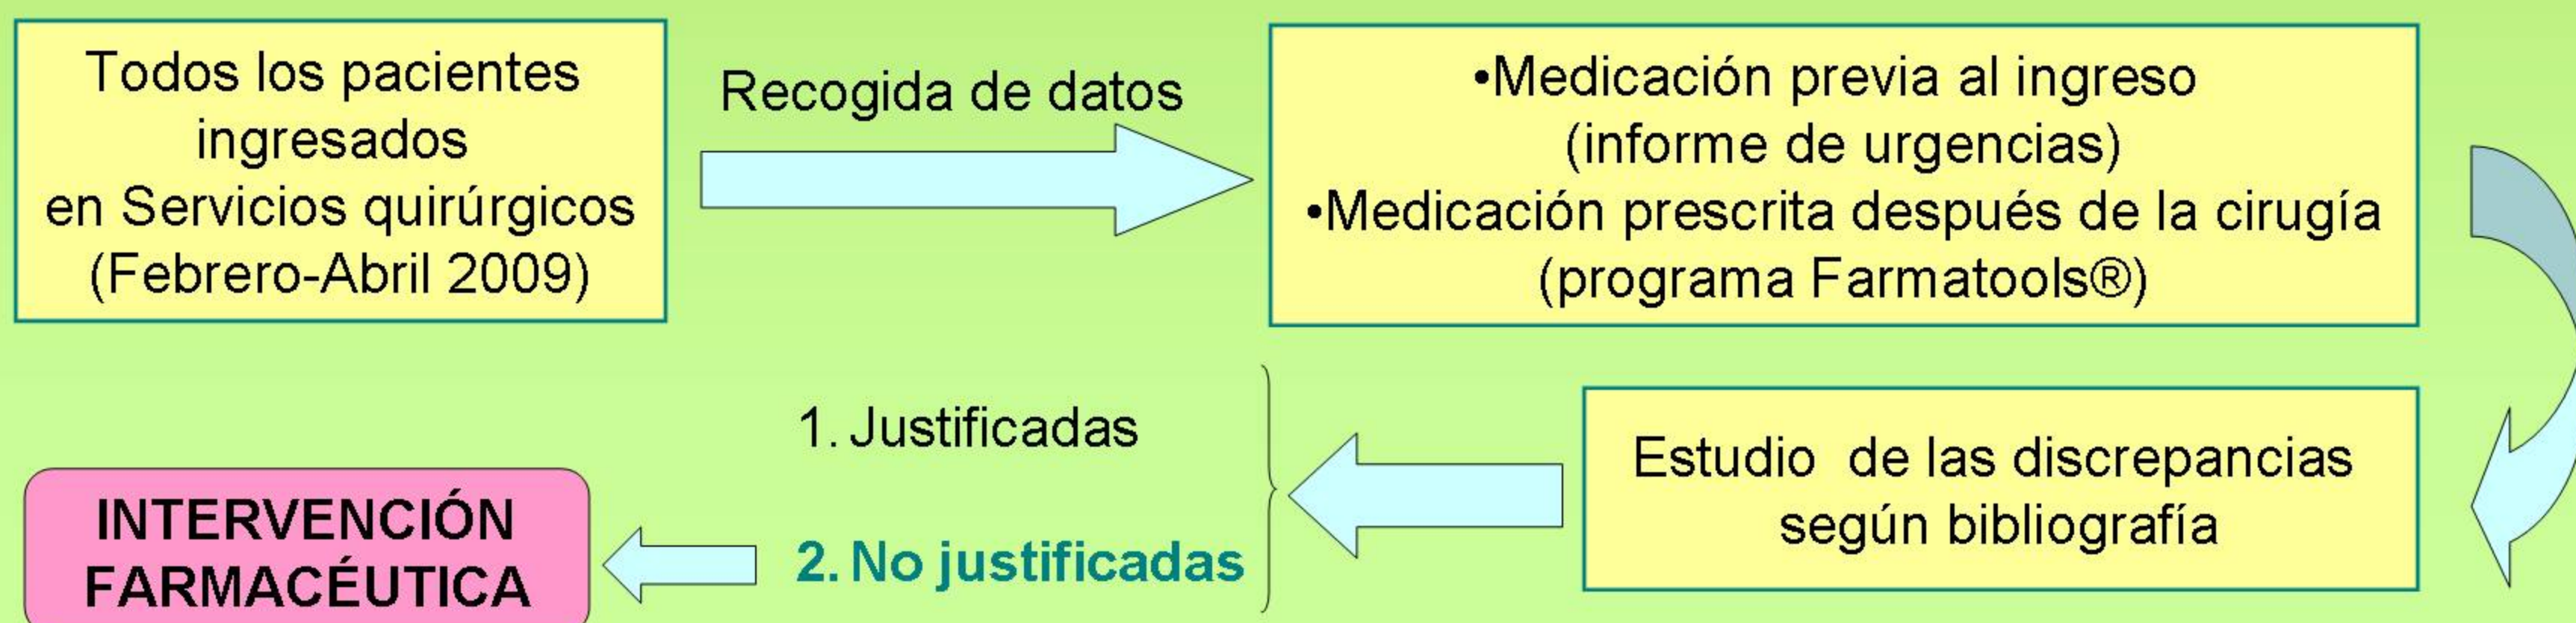 Todos los pacientes
ingresados
en Servicios quirúrgicos
(Febrero-Abril 2009)
Recogida de datos
•Medicación previa al ingreso
(informe de urgencias)
•Medicación prescrita después de la cirugía
(programa Farmatools®)
Estudio de las discrepancias
según bibliografía
1. Justificadas
2. No justificadas
INTERVENCIÓN
FARMACÉUTICA